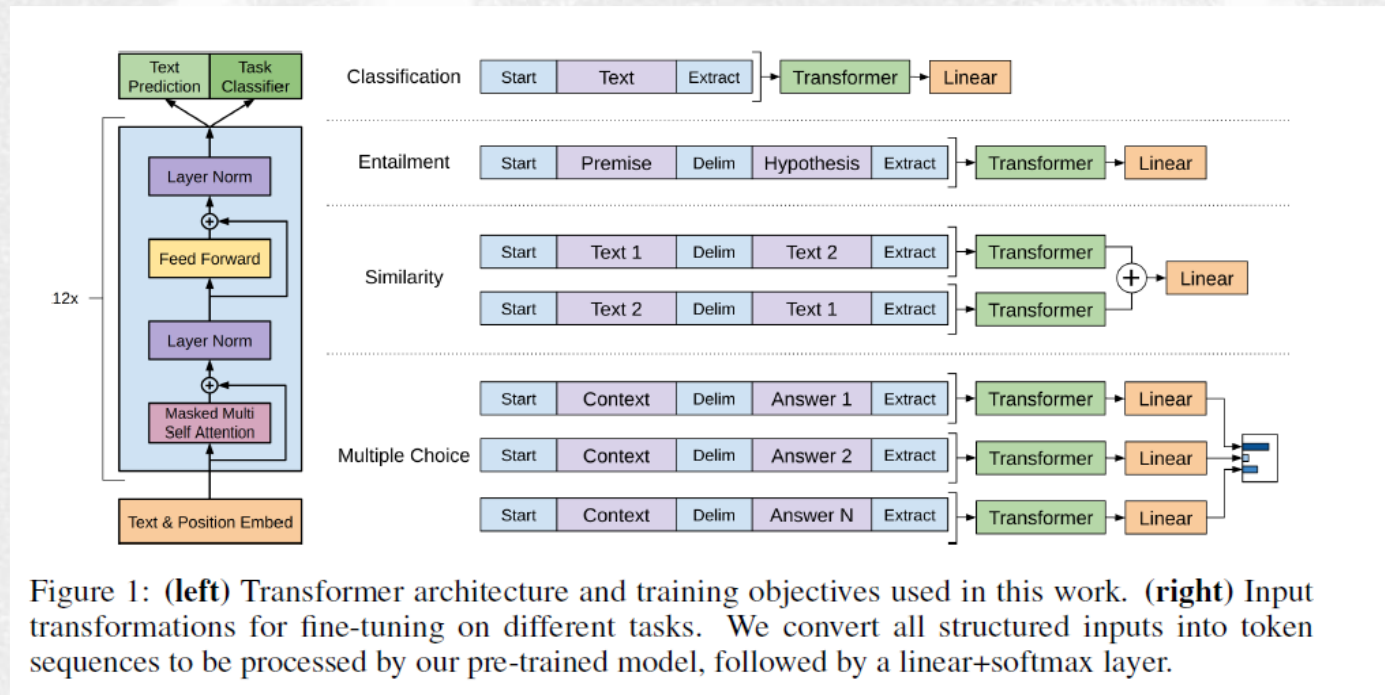 Text
Prediction
Task
Classifier
Layer Norm
Feed Forward
12x
Layer Norm
Masked Multi
Self Attention
Text & Position Embed
Classification
Start Text Extract Transformer Linear
Entailment
Start Premise Delim Hypothesis Extract Transformer Linear
Similarity
Start Text 1 Delim Text 2 Extract Transformer
Linear
Start Text 2 Delim Text 1 Extract Transformer
Multiple Choice
Start Context Delim Answer 1 Extract Transformer Linear
Start Context Delim Answer 2 Extract Transformer Linear
Start Context Delim Answer N Extract Transformer Linear
Figure 1: (left) Transformer architecture and training objectives used in this work. (right) Input
transformations for fine-tuning on different tasks. We convert all structured inputs into token
sequences to be processed by our pre-trained model, followed by a linear+softmax layer.